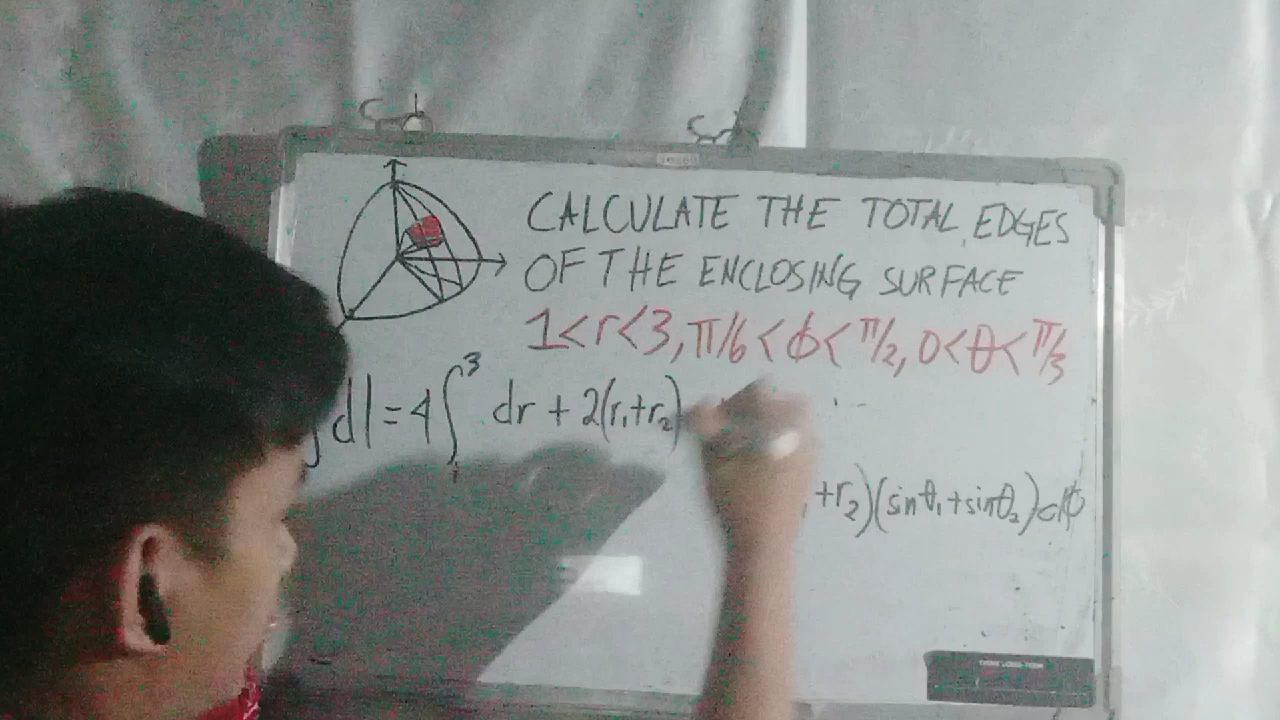 CALCULATE THE TOTAL EDGES
OF THE ENCLOSING SURFACE
1<r<3, π/6<ϕ<π/2, 0<θ<π/3
∫dl=4∫₁³ dr + 2(r₁+r₂)
+r₂)(sinθ₁+sinθ₂)dϕ